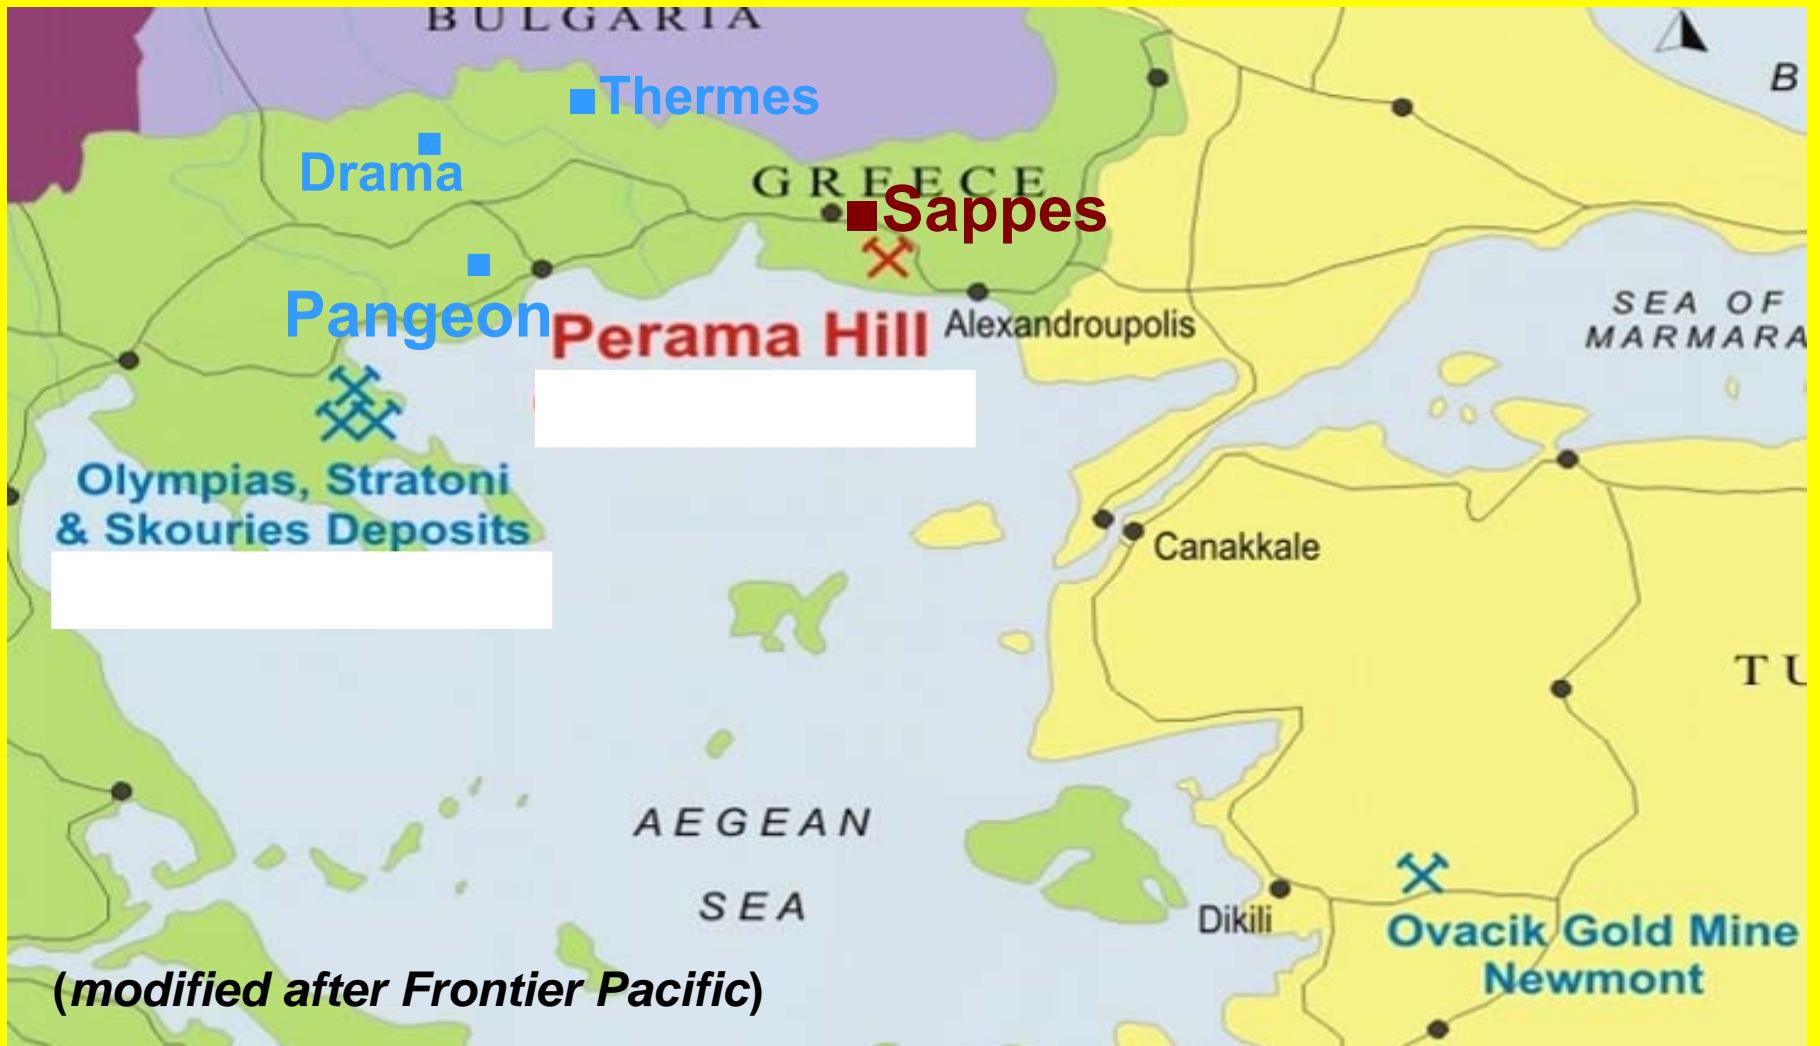 BULGARIA
B
Thermes
Drama
GREECE
Sappes
Pangeon
Perama Hill
Alexandroupolis
SEA OF
MARMARA
Olympias, Stratoni
& Skouries Deposits
Canakkale
TU
AEGEAN
SEA
Dikili
Ovacik Gold Mine
Newmont
(modified after Frontier Pacific)